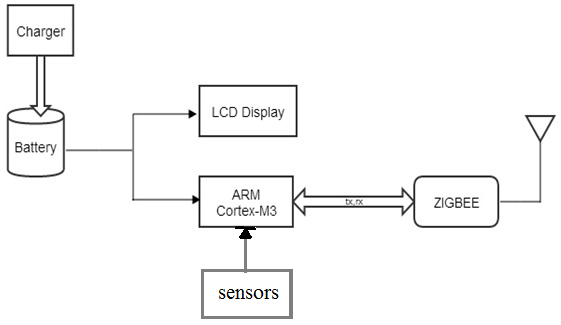 Charger
Battery
LCD Display
ARM
Cortex-M3
tx,rx
ZIGBEE
sensors